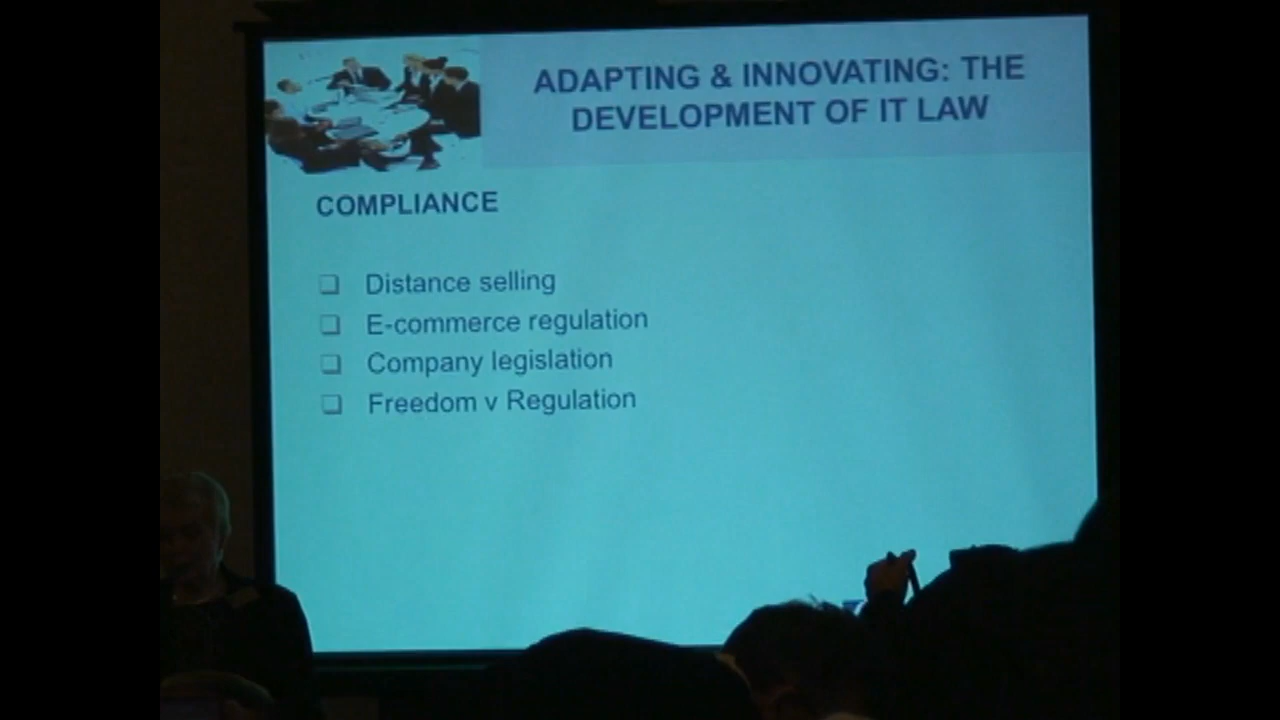 ADAPTING & INNOVATING: THE
DEVELOPMENT OF IT LAW
COMPLIANCE
Distance selling
E-commerce regulation
Company legislation
Freedom v Regulation